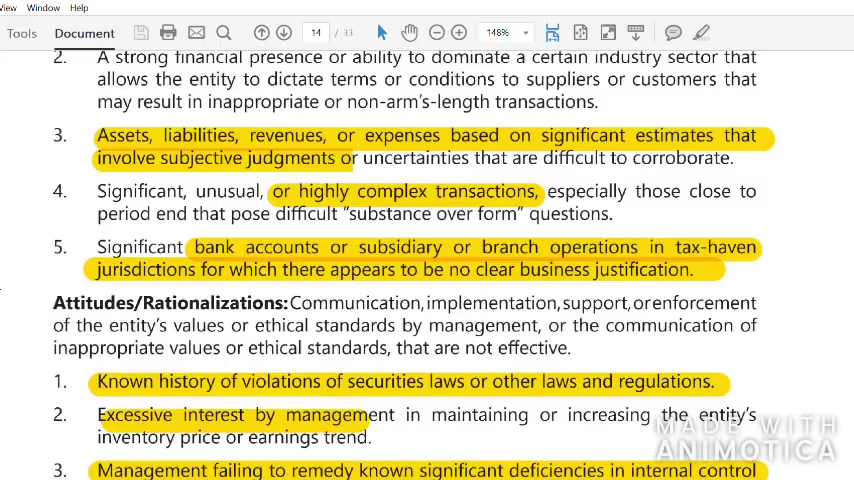 View Window Help
Tools Document 14 / 33 148%
2. A strong financial presence or ability to dominate a certain industry sector that
allows the entity to dictate terms or conditions to suppliers or customers that
may result in inappropriate or non-arm's-length transactions.
3. Assets, liabilities, revenues, or expenses based on significant estimates that
involve subjective judgments or uncertainties that are difficult to corroborate.
4. Significant, unusual, or highly complex transactions, especially those close to
period end that pose difficult "substance over form" questions.
5. Significant bank accounts or subsidiary or branch operations in tax-haven
jurisdictions for which there appears to be no clear business justification.
Attitudes/Rationalizations: Communication, implementation, support, or enforcement
of the entity's values or ethical standards by management, or the communication of
inappropriate values or ethical standards, that are not effective.
1. Known history of violations of securities laws or other laws and regulations.
2. Excessive interest by management in maintaining or increasing the entity's
inventory price or earnings trend.
3. Management failing to remedy known significant deficiencies in internal control
MADE WITH
ANIMOTICA